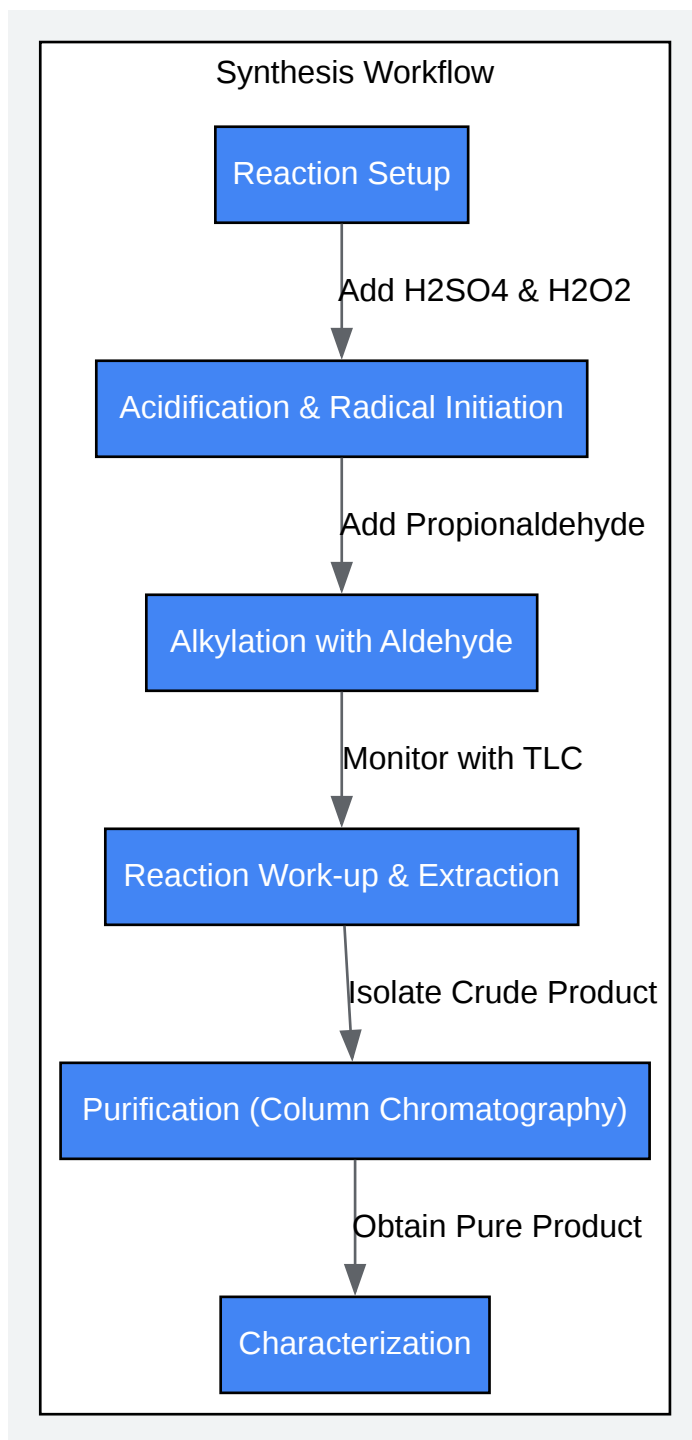 Synthesis Workflow
Reaction Setup
Add H2SO4 & H2O2
Acidification & Radical Initiation
Add Propionaldehyde
Alkylation with Aldehyde
Monitor with TLC
Reaction Work-up & Extraction
Isolate Crude Product
Purification (Column Chromatography)
Obtain Pure Product
Characterization